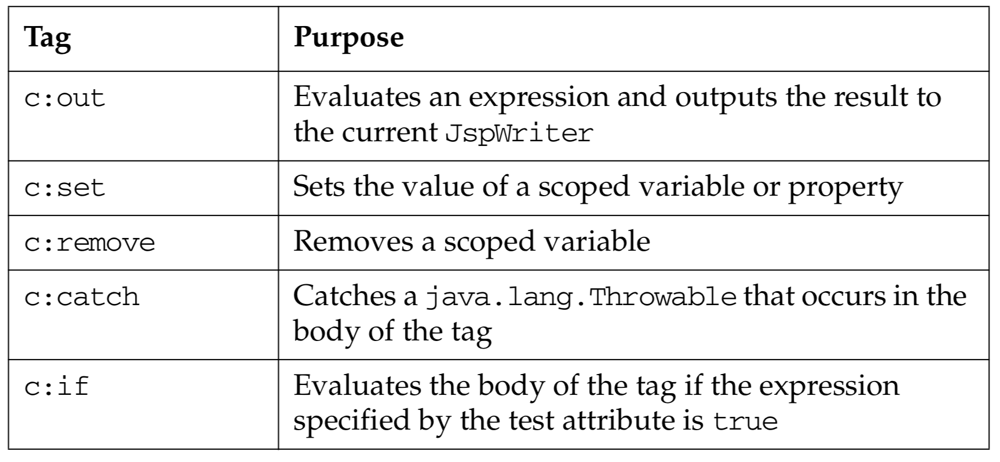 Tag Purpose
c:out Evaluates an expression and outputs the result to
the current JspWriter
c:set Sets the value of a scoped variable or property
c:remove Removes a scoped variable
c:catch Catches a java.lang.Throwable that occurs in the
body of the tag
c:if Evaluates the body of the tag if the expression
specified by the test attribute is true